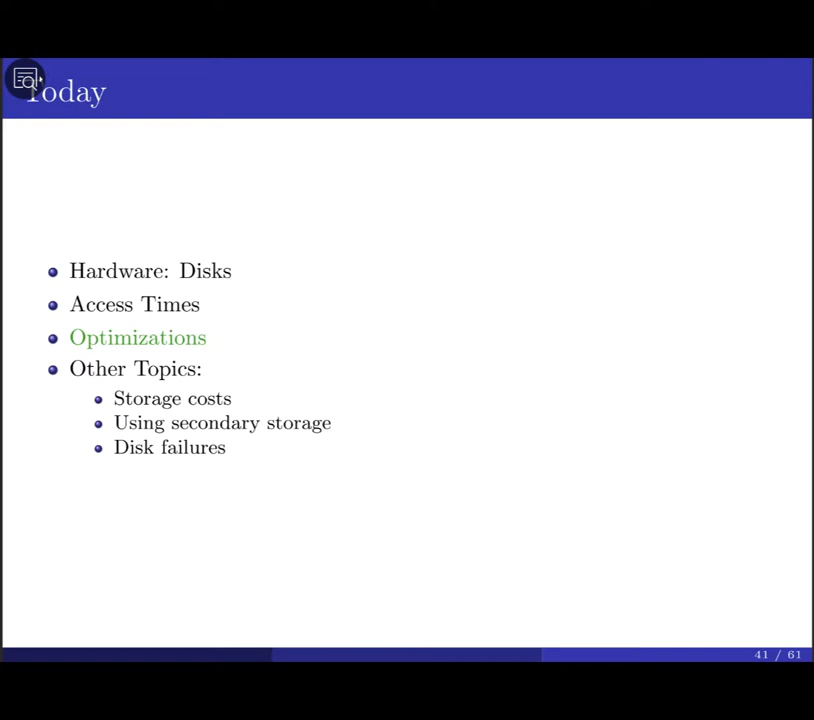 Today
Hardware: Disks
Access Times
Optimizations
Other Topics:
Storage costs
Using secondary storage
Disk failures
41 / 61